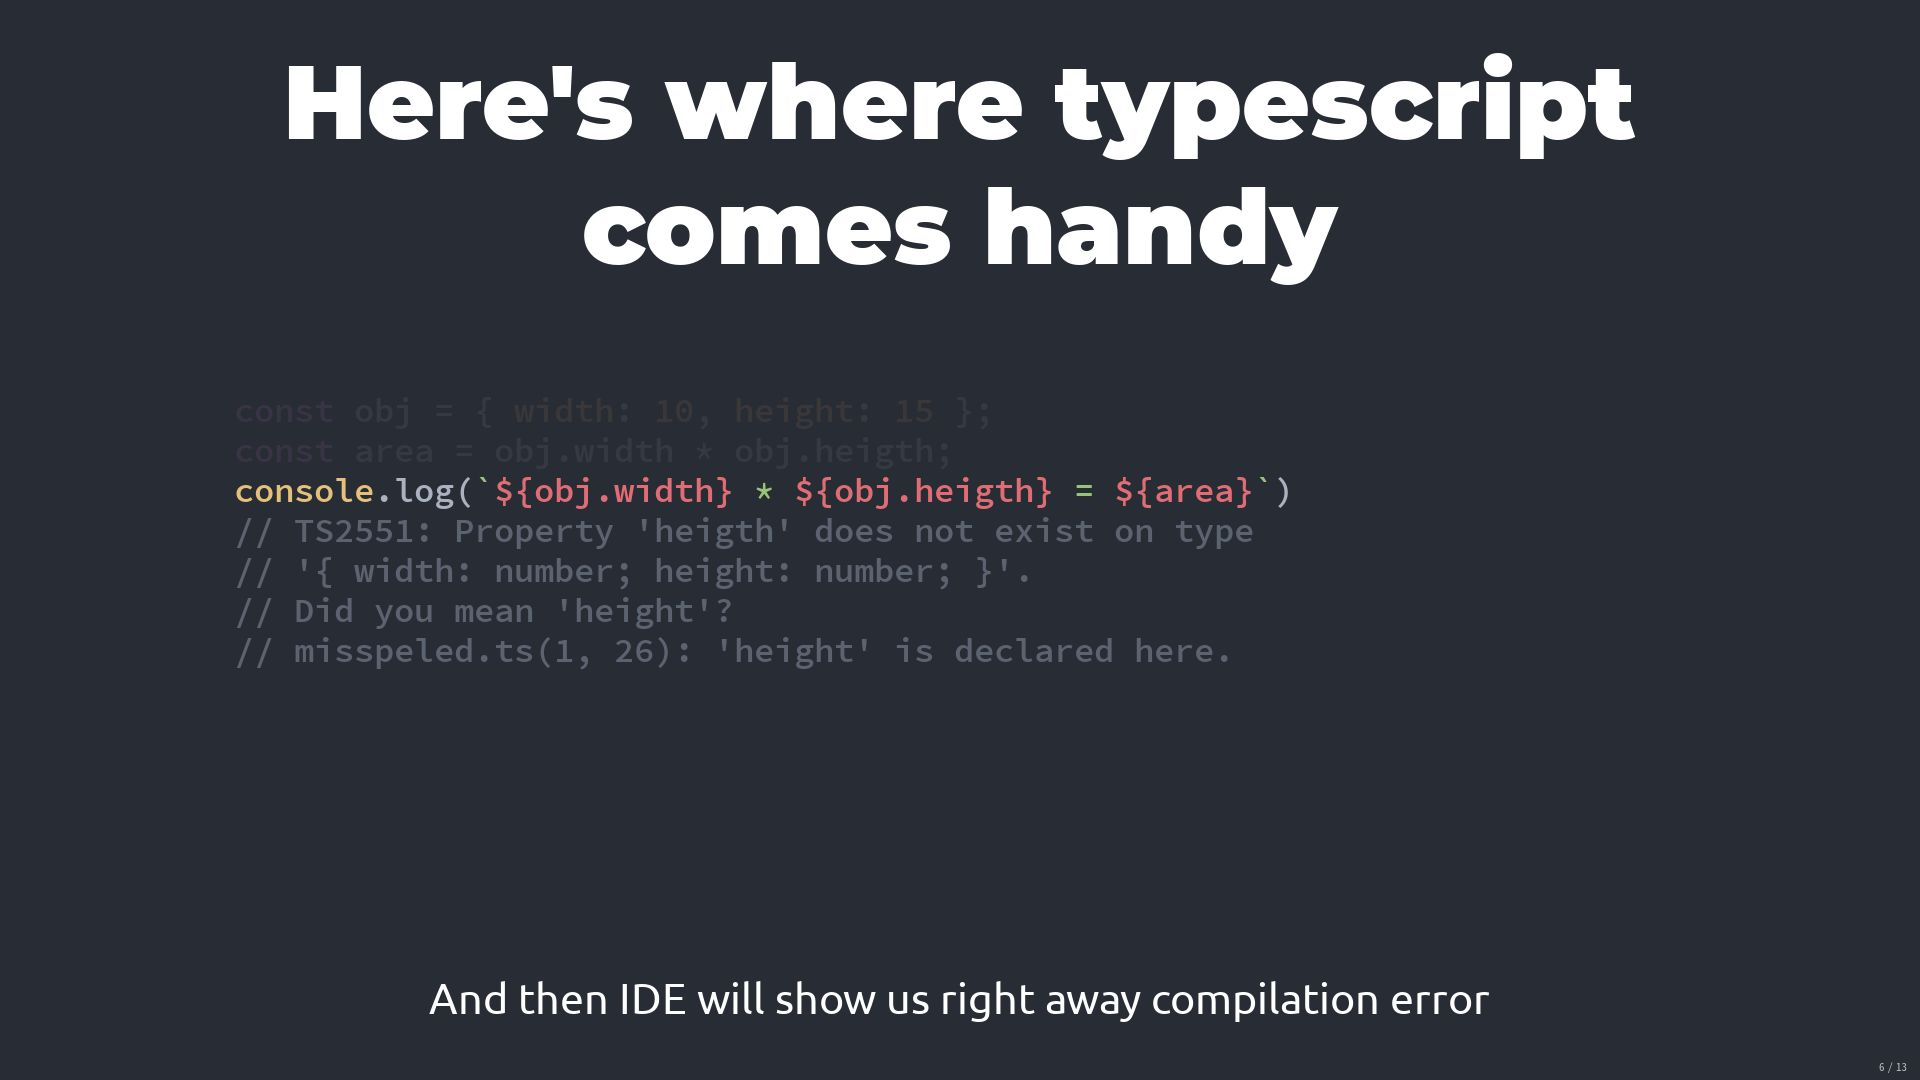 Here's where typescript
comes handy
const obj = { width: 10, height: 15 };
const area = obj.width * obj.heigth;
console.log(`${obj.width} * ${obj.heigth} = ${area}`)
// TS2551: Property 'heigth' does not exist on type
// '{ width: number; height: number; }'.
// Did you mean 'height'?
// misspeled.ts(1, 26): 'height' is declared here.
And then IDE will show us right away compilation error
6 / 13